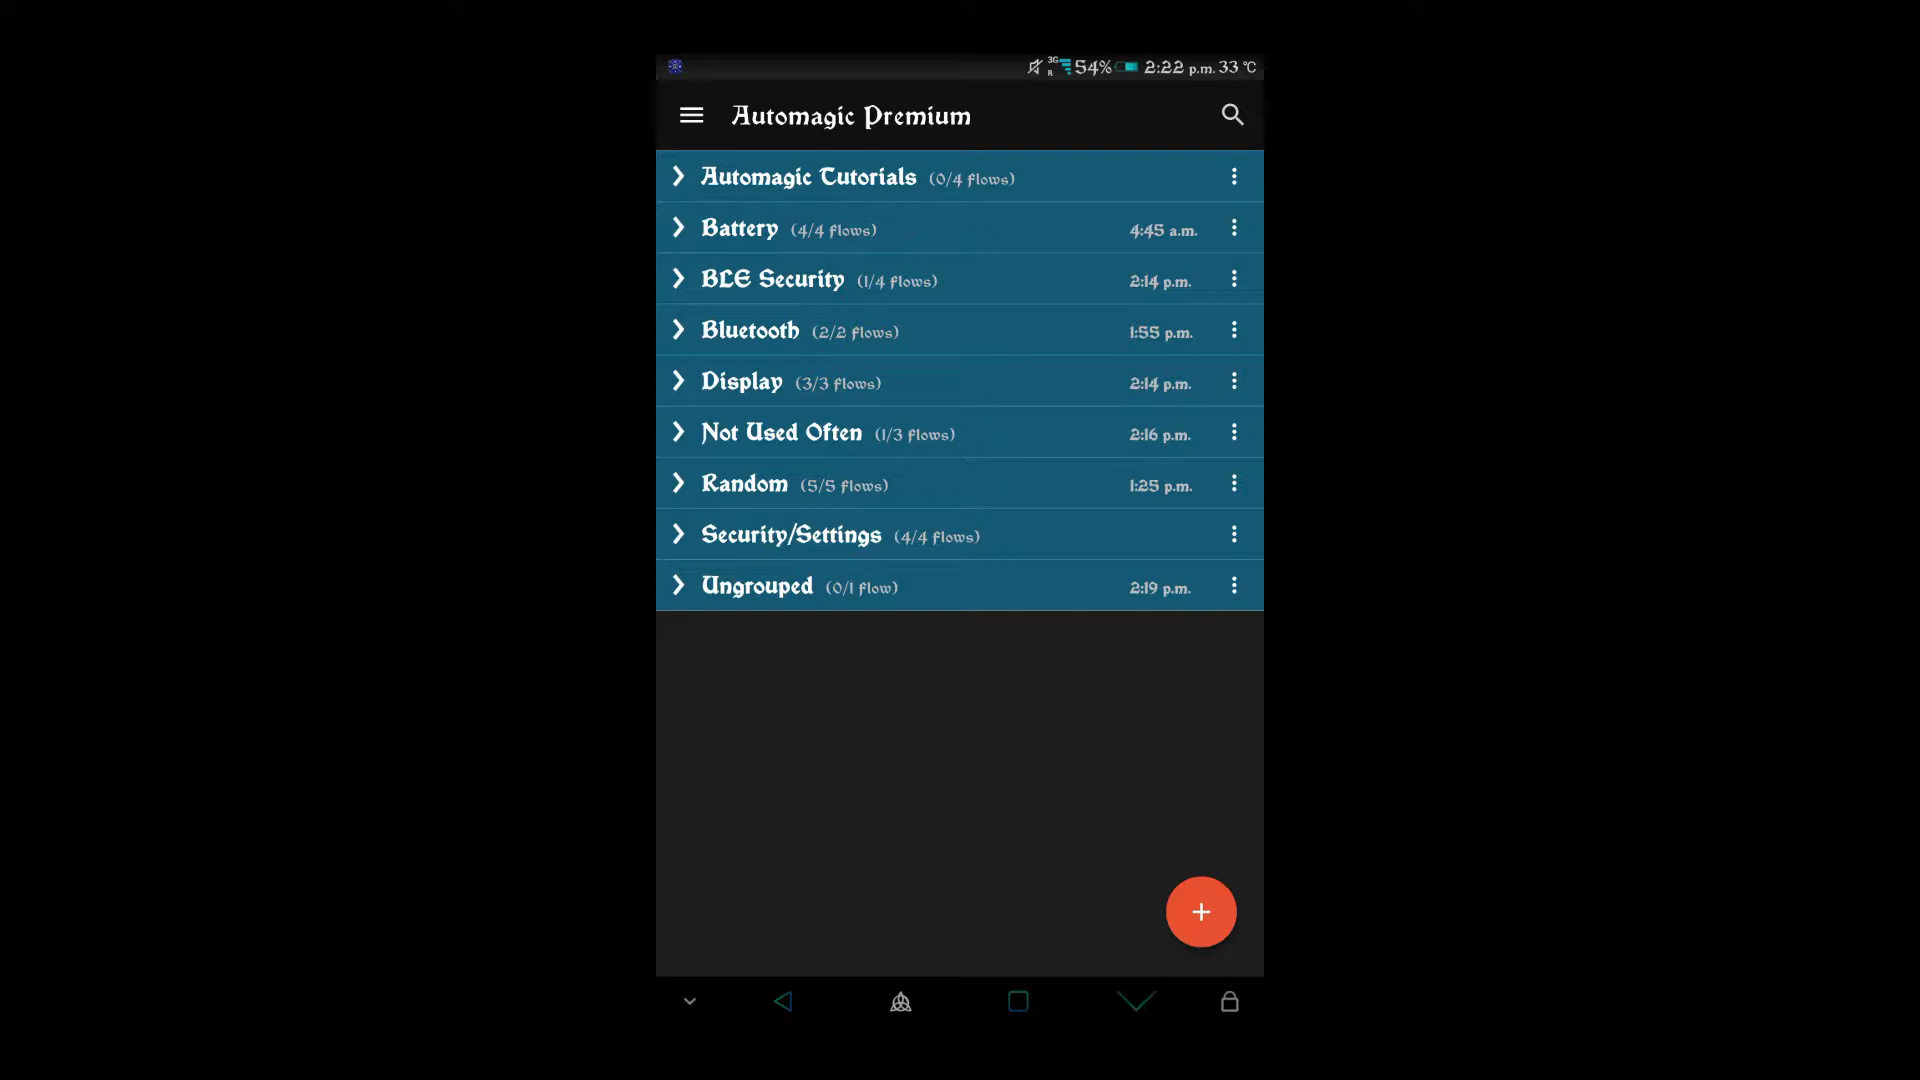 3G R 54% 2:22 p.m. 33 °C
Automagic Premium
Automagic Tutorials (0/4 flows)
Battery (4/4 flows) 4:45 a.m.
BLE Security (1/4 flows) 2:14 p.m.
Bluetooth (2/2 flows) 1:55 p.m.
Display (3/3 flows) 2:14 p.m.
Not Used Often (1/3 flows) 2:16 p.m.
Random (5/5 flows) 1:25 p.m.
Security/Settings (4/4 flows)
Ungrouped (0/1 flow) 2:19 p.m.